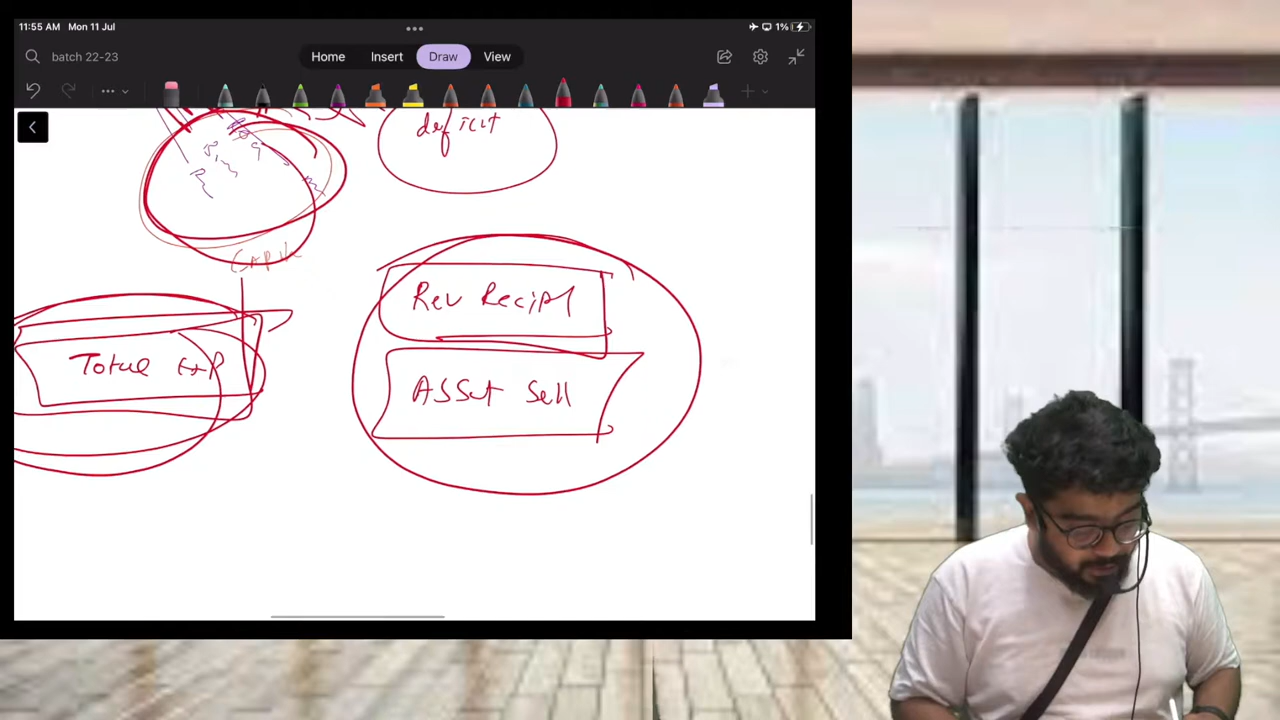 11:55 AM Mon 11 Jul
1%
batch 22-23
Home Insert Draw View
deficit
Rev Recipt
Total Exp
Asset Sell